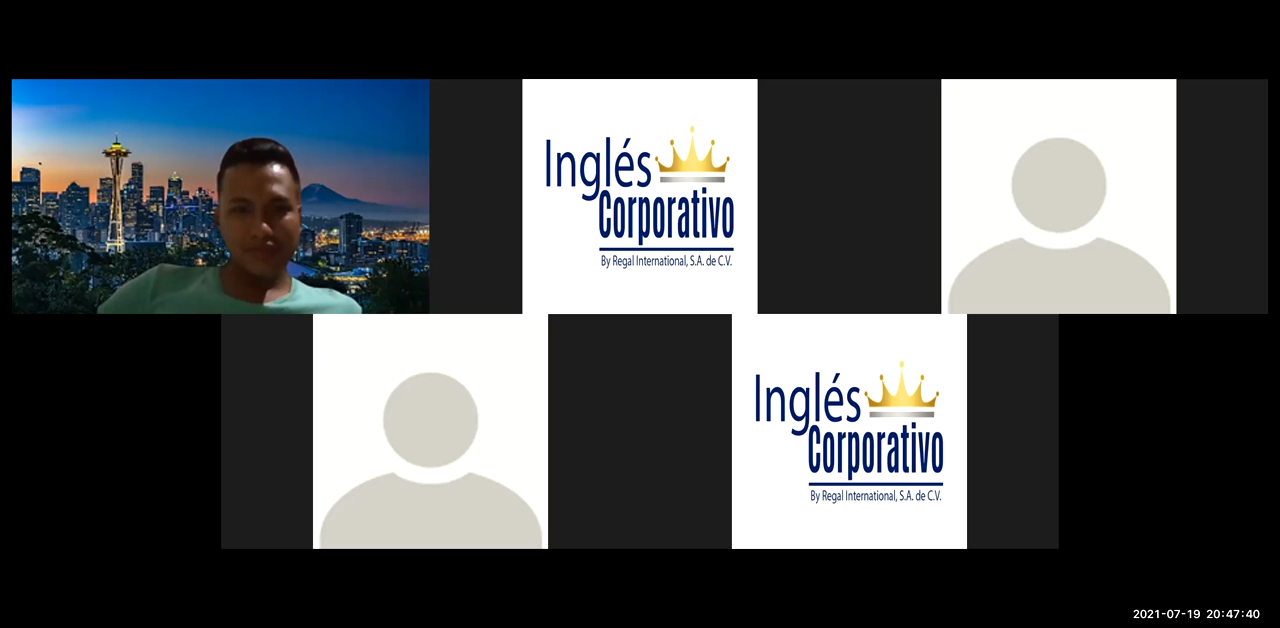 Inglés
Corporativo
By Regal International, S.A. de C.V.
Inglés
Corporativo
By Regal International, S.A. de C.V.
2021-07-19 20:47:40